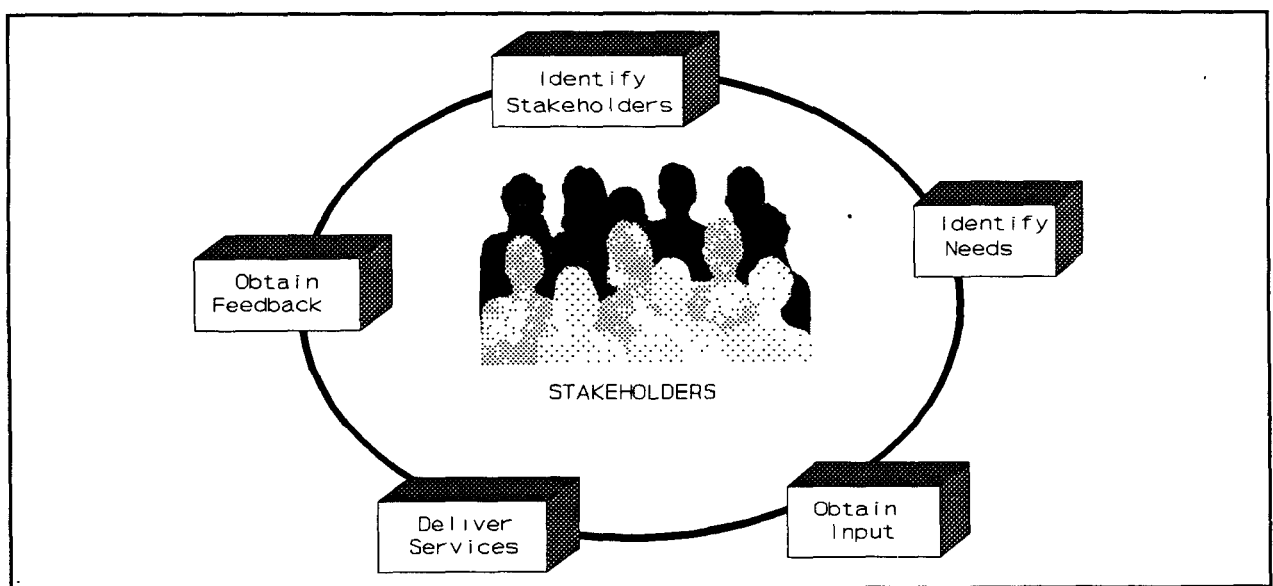 Identify
Stakeholders
Identify
Needs
Obtain
Feedback
STAKEHOLDERS
Deliver
Services
Obtain
Input